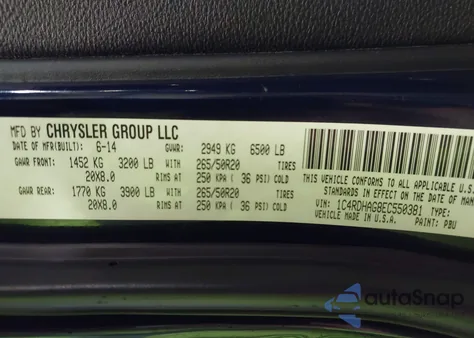 MFD BY CHRYSLER GROUP LLC
DATE OF MFR(BUILT): 6-14 GVWR: 2949 KG 6500 LB
GAWR FRONT: 1452 KG 3200 LB WITH 265/50R20 TIRES
20X8.0 RIMS AT 250 KPA ( 36 PSI) COLD
GAWR REAR: 1770 KG 3900 LB WITH 265/50R20 TIRES
20X8.0 RIMS AT 250 KPA ( 36 PSI) COLD
THIS VEHICLE CONFORMS TO ALL
STANDARDS IN EFFECT ON THE DATE OF
VIN: 1C4RDHAG8EC550381 TYPE:
VEHICLE MADE IN U.S.A. PAINT: PBU
autoSnap